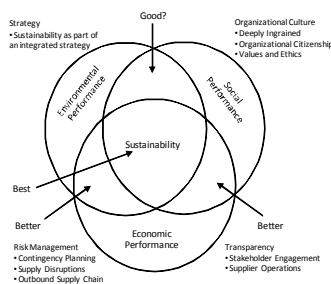 Good?
Strategy
• Sustainability as part of
an integrated strategy
Organizational Culture
• Deeply Ingrained
• Organizational Citizenship
• Values and Ethics
Environmental
Performance
Social
Performance
Sustainability
Best
Better
Better
Economic
Performance
Risk Management
• Contingency Planning
• Supply Disruptions
• Outbound Supply Chain
Transparency
• Stakeholder Engagement
• Supplier Operations